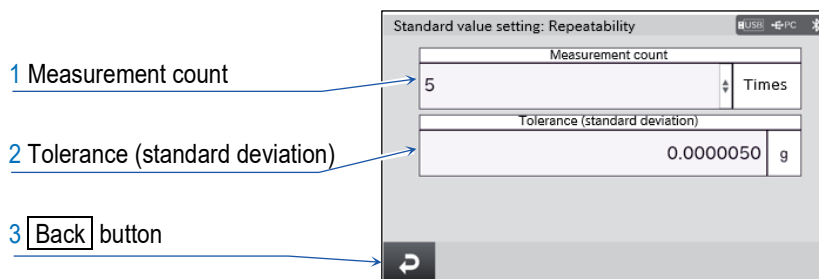 Standard value setting: Repeatability
USB PC
Measurement count
1 Measurement count
5 Times
Tolerance (standard deviation)
2 Tolerance (standard deviation)
0.0000050 g
3 Back button